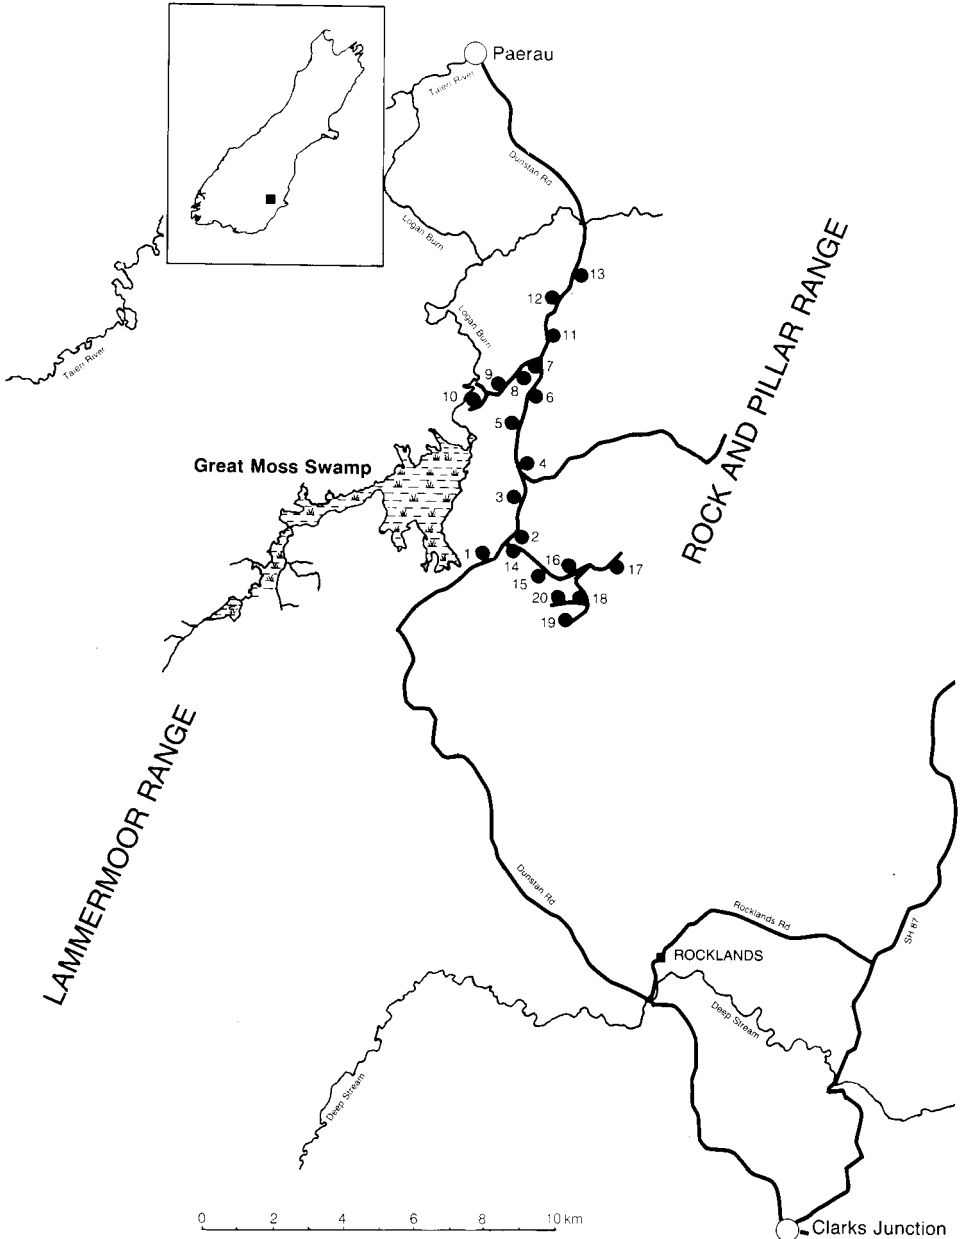 Paerau
Taieri River
Dunstan Rd
Logan Burn
13
12
Logan Burn
11
Taieri River
7
9
8
10
6
5
ROCK AND PILLAR RANGE
Great Moss Swamp
4
3
2
1
14
16
17
15
20
18
19
LAMMERMOOR RANGE
Dunstan Rd
Rocklands Rd
SH 87
ROCKLANDS
Deep Stream
Deep Stream
0 2 4 6 8 10 km
Clarks Junction